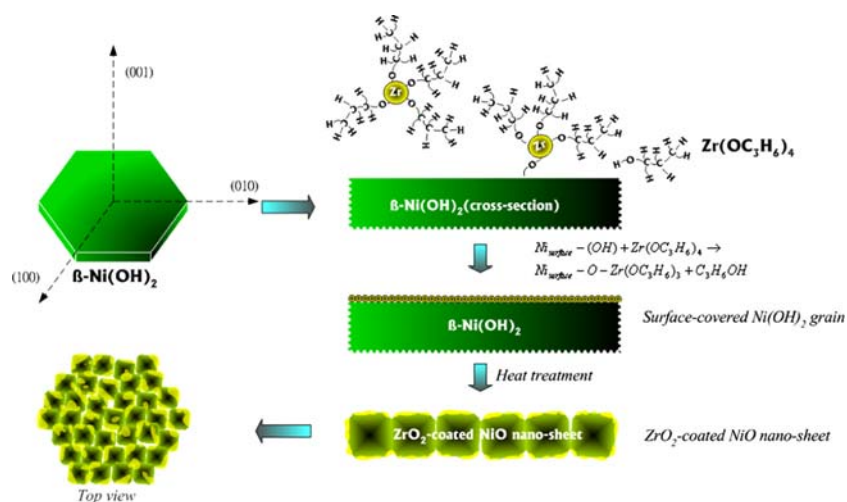 (001)
(010)
(100)
ß-Ni(OH)₂
Zr
Zr
Zr(OC₃H₆)₄
ß-Ni(OH)₂(cross-section)
Ni_surface − (OH) + Zr(OC₃H₆)₄ →
Ni_surface − O − Zr(OC₃H₆)₃ + C₃H₆OH
ß-Ni(OH)₂
Surface-covered Ni(OH)₂ grain
Heat treatment
ZrO₂-coated NiO nano-sheet
ZrO₂-coated NiO nano-sheet
Top view